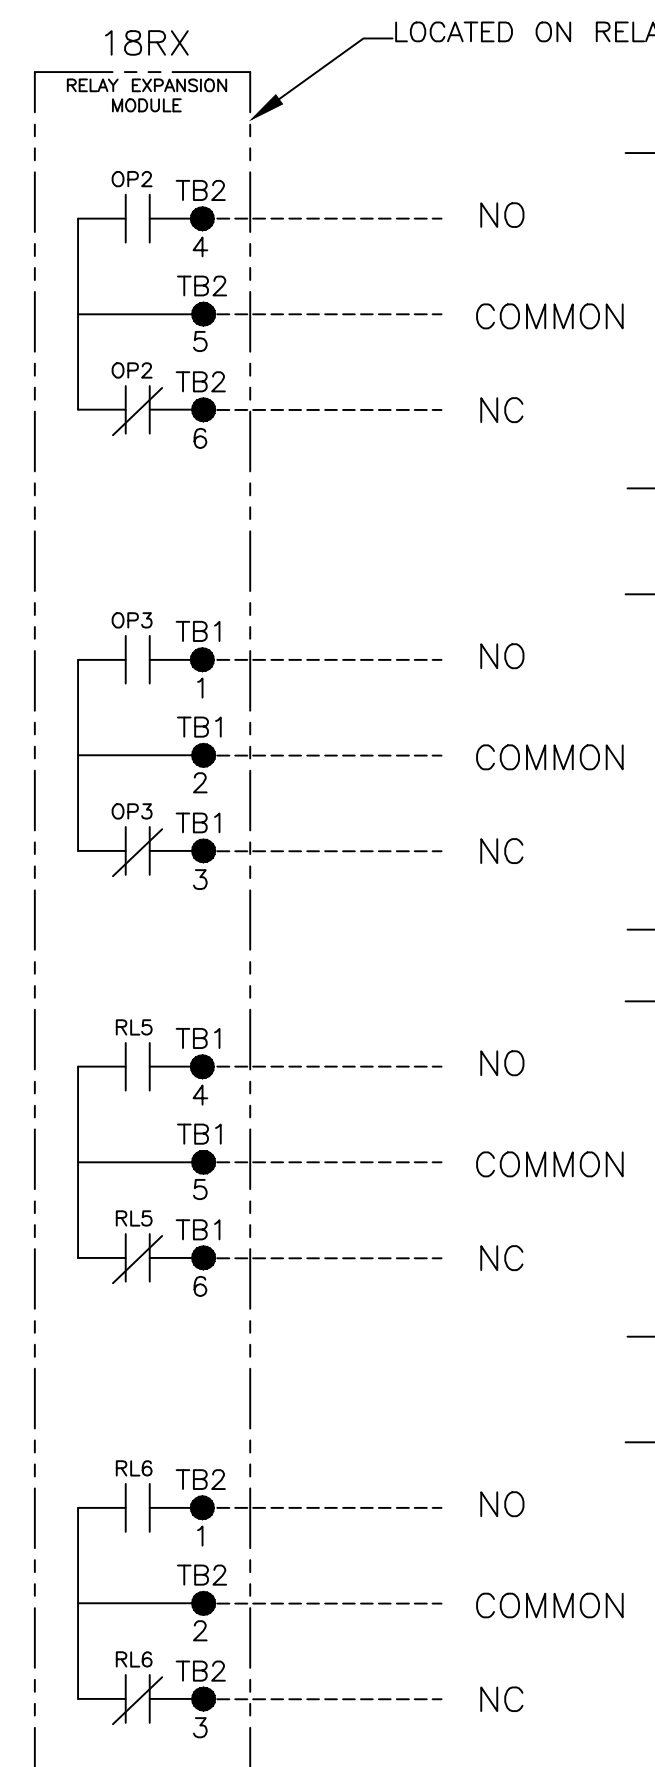 18RX
LOCATED ON
RELAY EXPANSION
MODULE
OP2
TB2
NO
4
TB2
COMMON
5
OP2
TB2
NC
6
OP3
TB1
NO
1
TB1
COMMON
2
OP3
TB1
NC
3
RL5
TB1
NO
4
TB1
COMMON
5
RL5
TB1
NC
6
RL6
TB2
NO
1
TB2
COMMON
2
RL6
TB2
NC
3